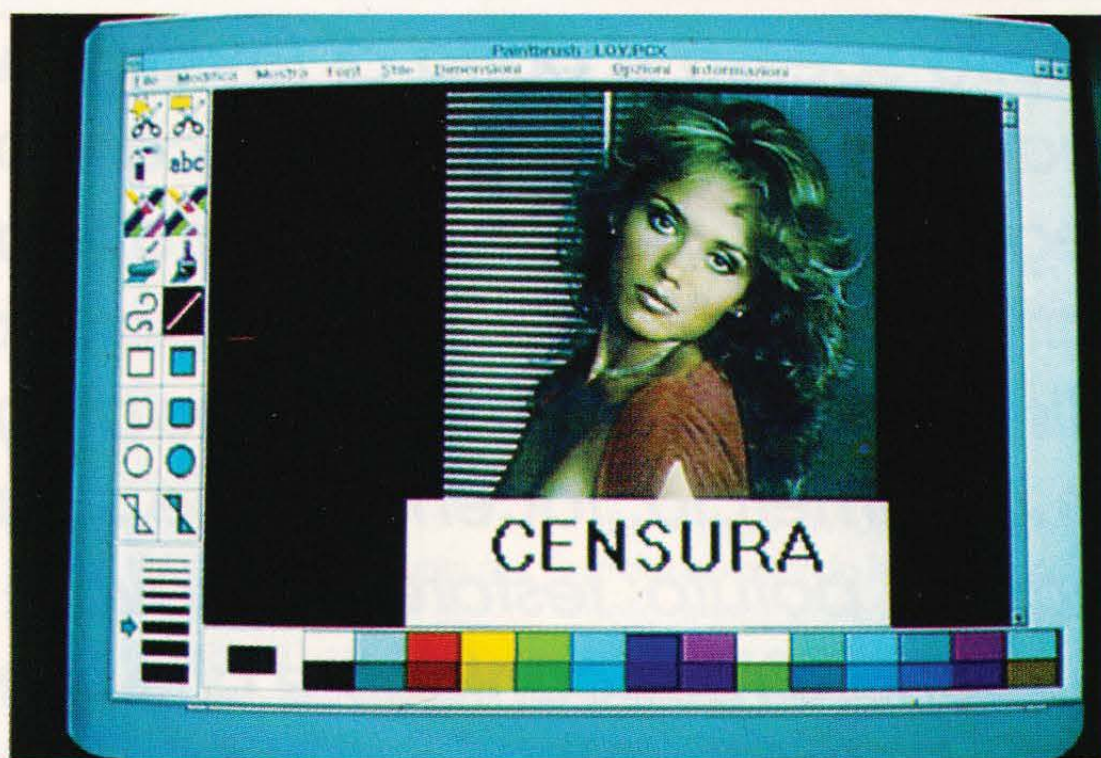 Paintbrush - LOY.PCX
File Modifica Mostra Font Stile Dimensioni Opzioni Informazioni
abc
CENSURA